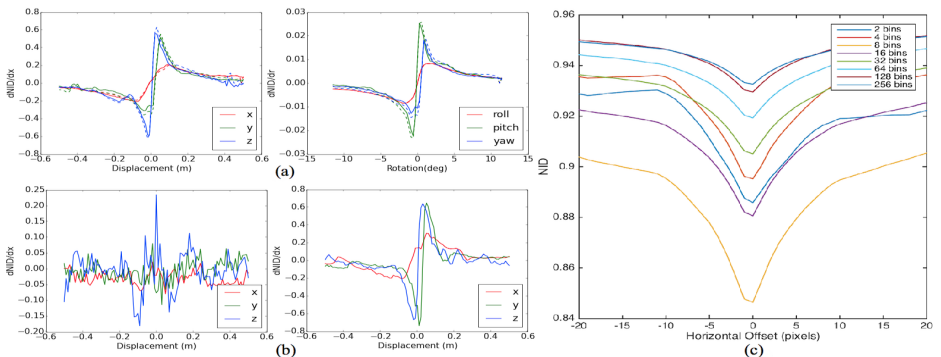 0.8
0.6
0.4
0.2
0.0
−0.2
−0.4
−0.6
−0.8
−0.6
−0.4
−0.2
0.0
0.2
0.4
0.6
dNID/dx
Displacement (m)
x
y
z
0.03
0.02
0.01
0.00
−0.01
−0.02
−0.03
−15
−10
−5
0
5
10
15
dNID/dr
Rotation(deg)
roll
pitch
yaw
(a)
0.25
0.20
0.15
0.10
0.05
0.00
−0.05
−0.10
−0.15
−0.20
−0.6
−0.4
−0.2
0.0
0.2
0.4
0.6
dNID/dx
Displacement (m)
x
y
z
0.8
0.6
0.4
0.2
0.0
−0.2
−0.4
−0.6
−0.8
−0.6
−0.4
−0.2
0.0
0.2
0.4
0.6
dNID/dx
Displacement (m)
x
y
z
(b)
0.96
0.94
0.92
0.9
0.88
0.86
0.84
-20
-15
-10
-5
0
5
10
15
20
NID
Horizontal Offset (pixels)
2 bins
4 bins
8 bins
16 bins
32 bins
64 bins
128 bins
256 bins
(c)